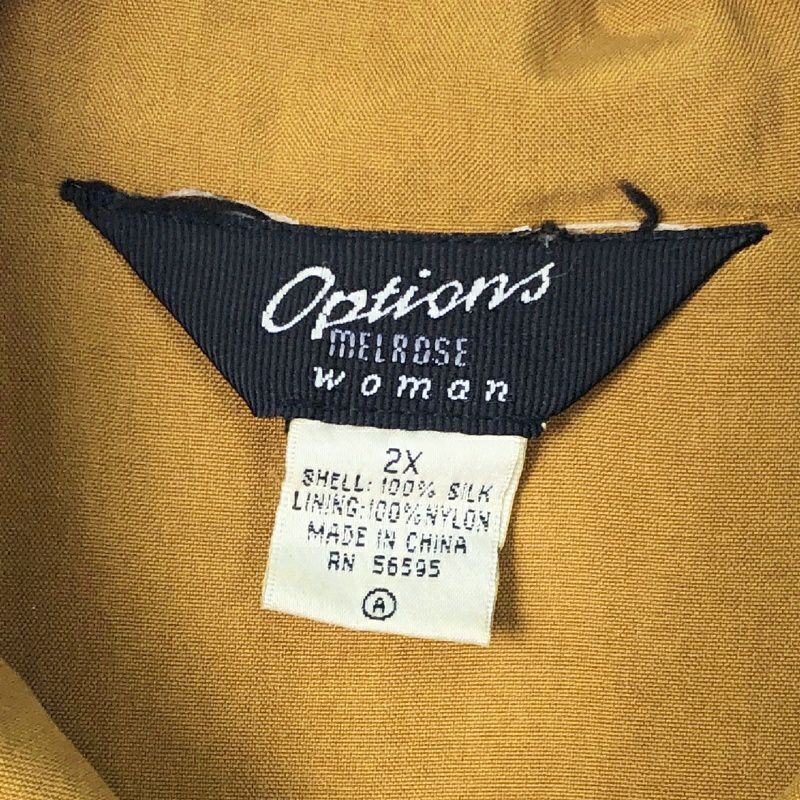 Options
MELROSE
woman
2X
SHELL: 100% SILK
LINING: 100% NYLON
MADE IN CHINA
RN 56595
A